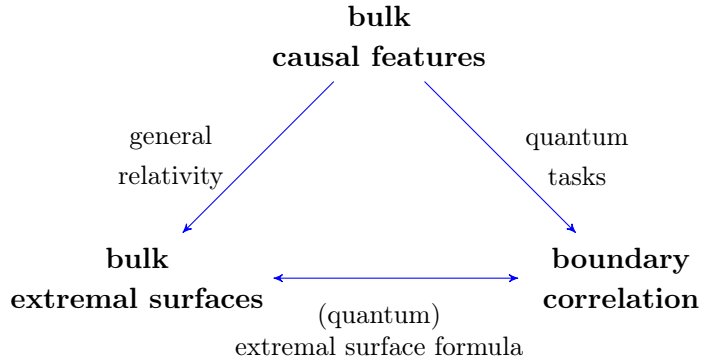 bulk
causal features
general
relativity
quantum
tasks
bulk
extremal surfaces
boundary
correlation
(quantum)
extremal surface formula